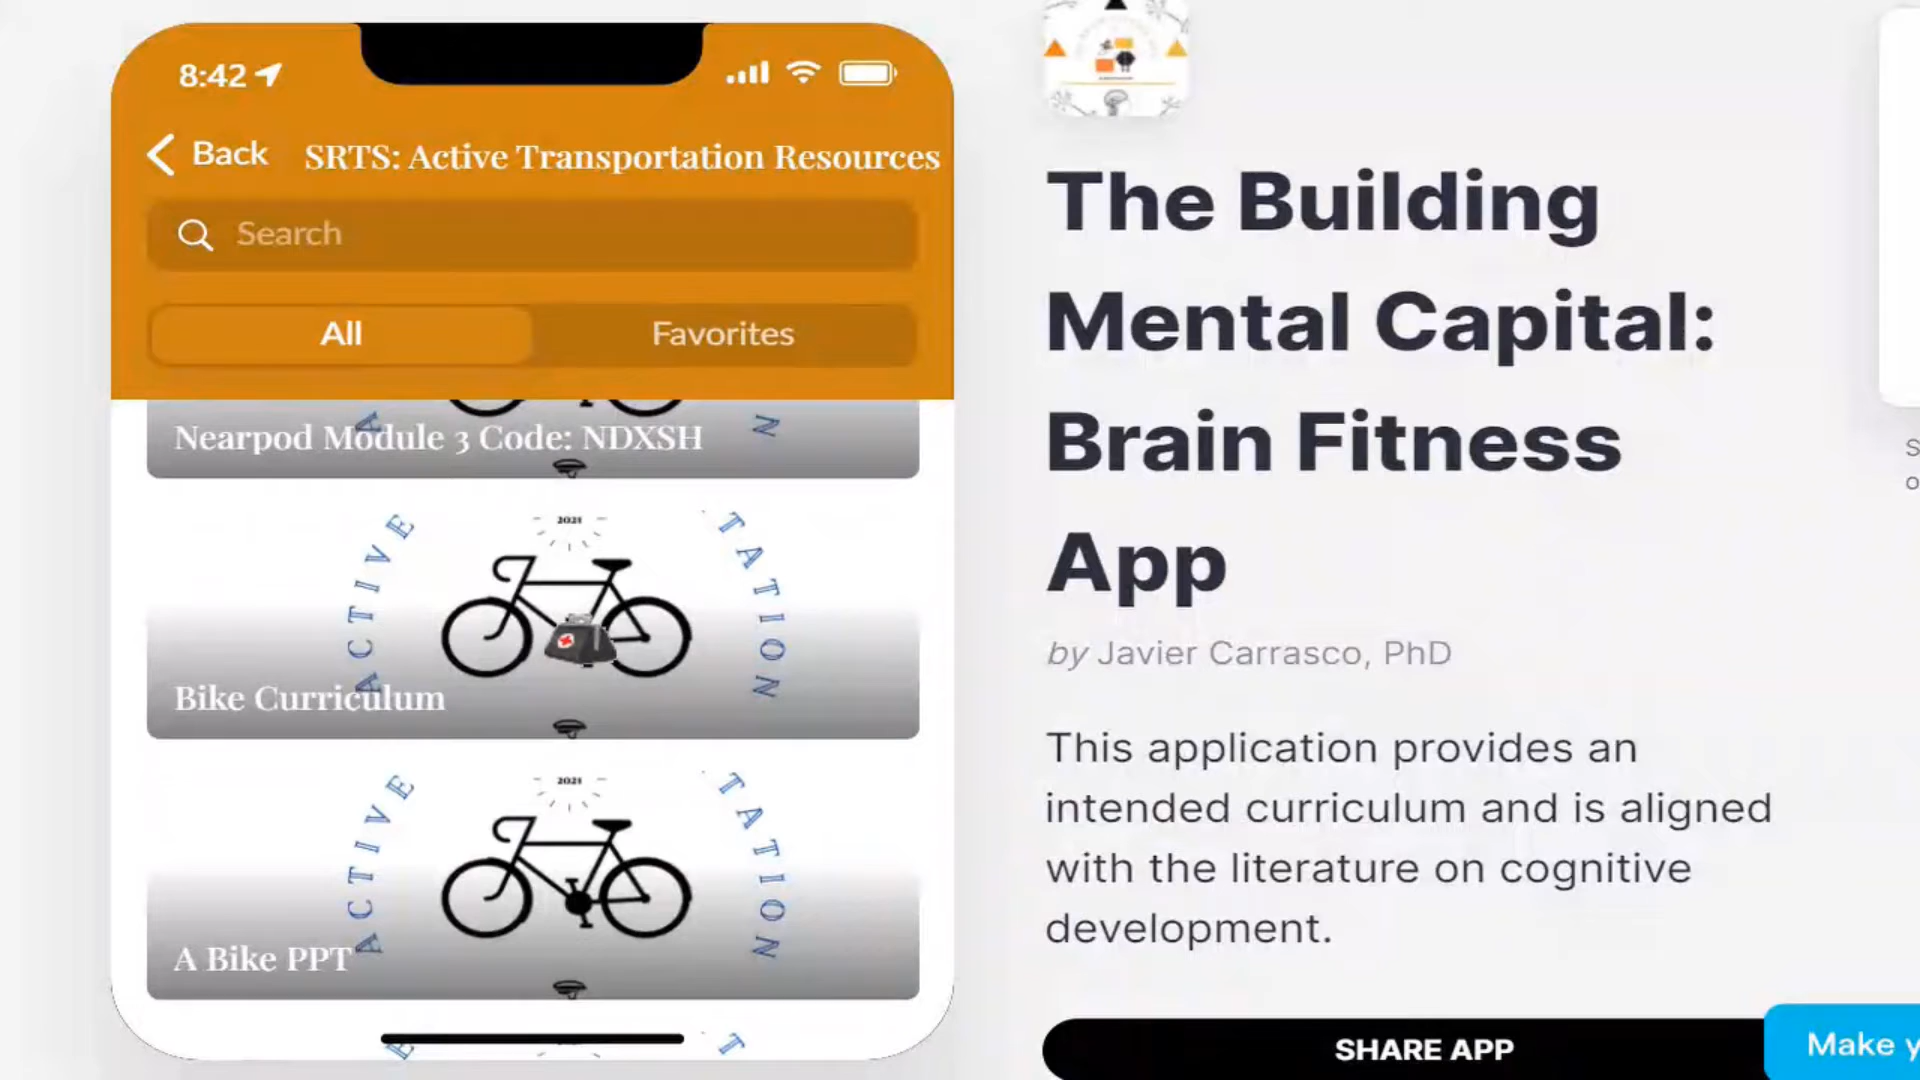 8:42
Back
SRTS: Active Transportation Resources
Search
All
Favorites
Nearpod Module 3 Code: NDXSH
A
N
2021
ACTIVE
TATION
Bike Curriculum
2021
ACTIVE
TATION
A Bike PPT
E
T
The Building
Mental Capital:
Brain Fitness
App
by Javier Carrasco, PhD
This application provides an
intended curriculum and is aligned
with the literature on cognitive
development.
SHARE APP
Make y
S
o